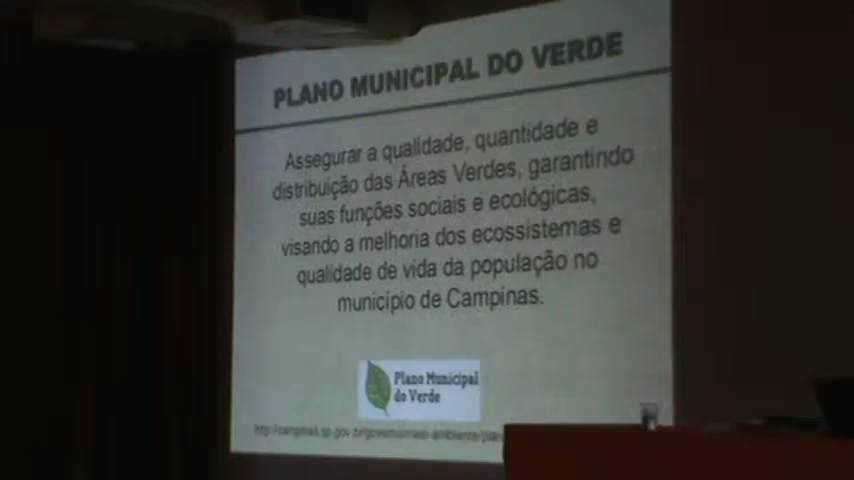 PLANO MUNICIPAL DO VERDE
Assegurar a qualidade, quantidade e
distribuição das Áreas Verdes, garantindo
suas funções sociais e ecológicas,
visando a melhoria dos ecossistemas e
qualidade de vida da população no
município de Campinas.
Plano Municipal
do Verde